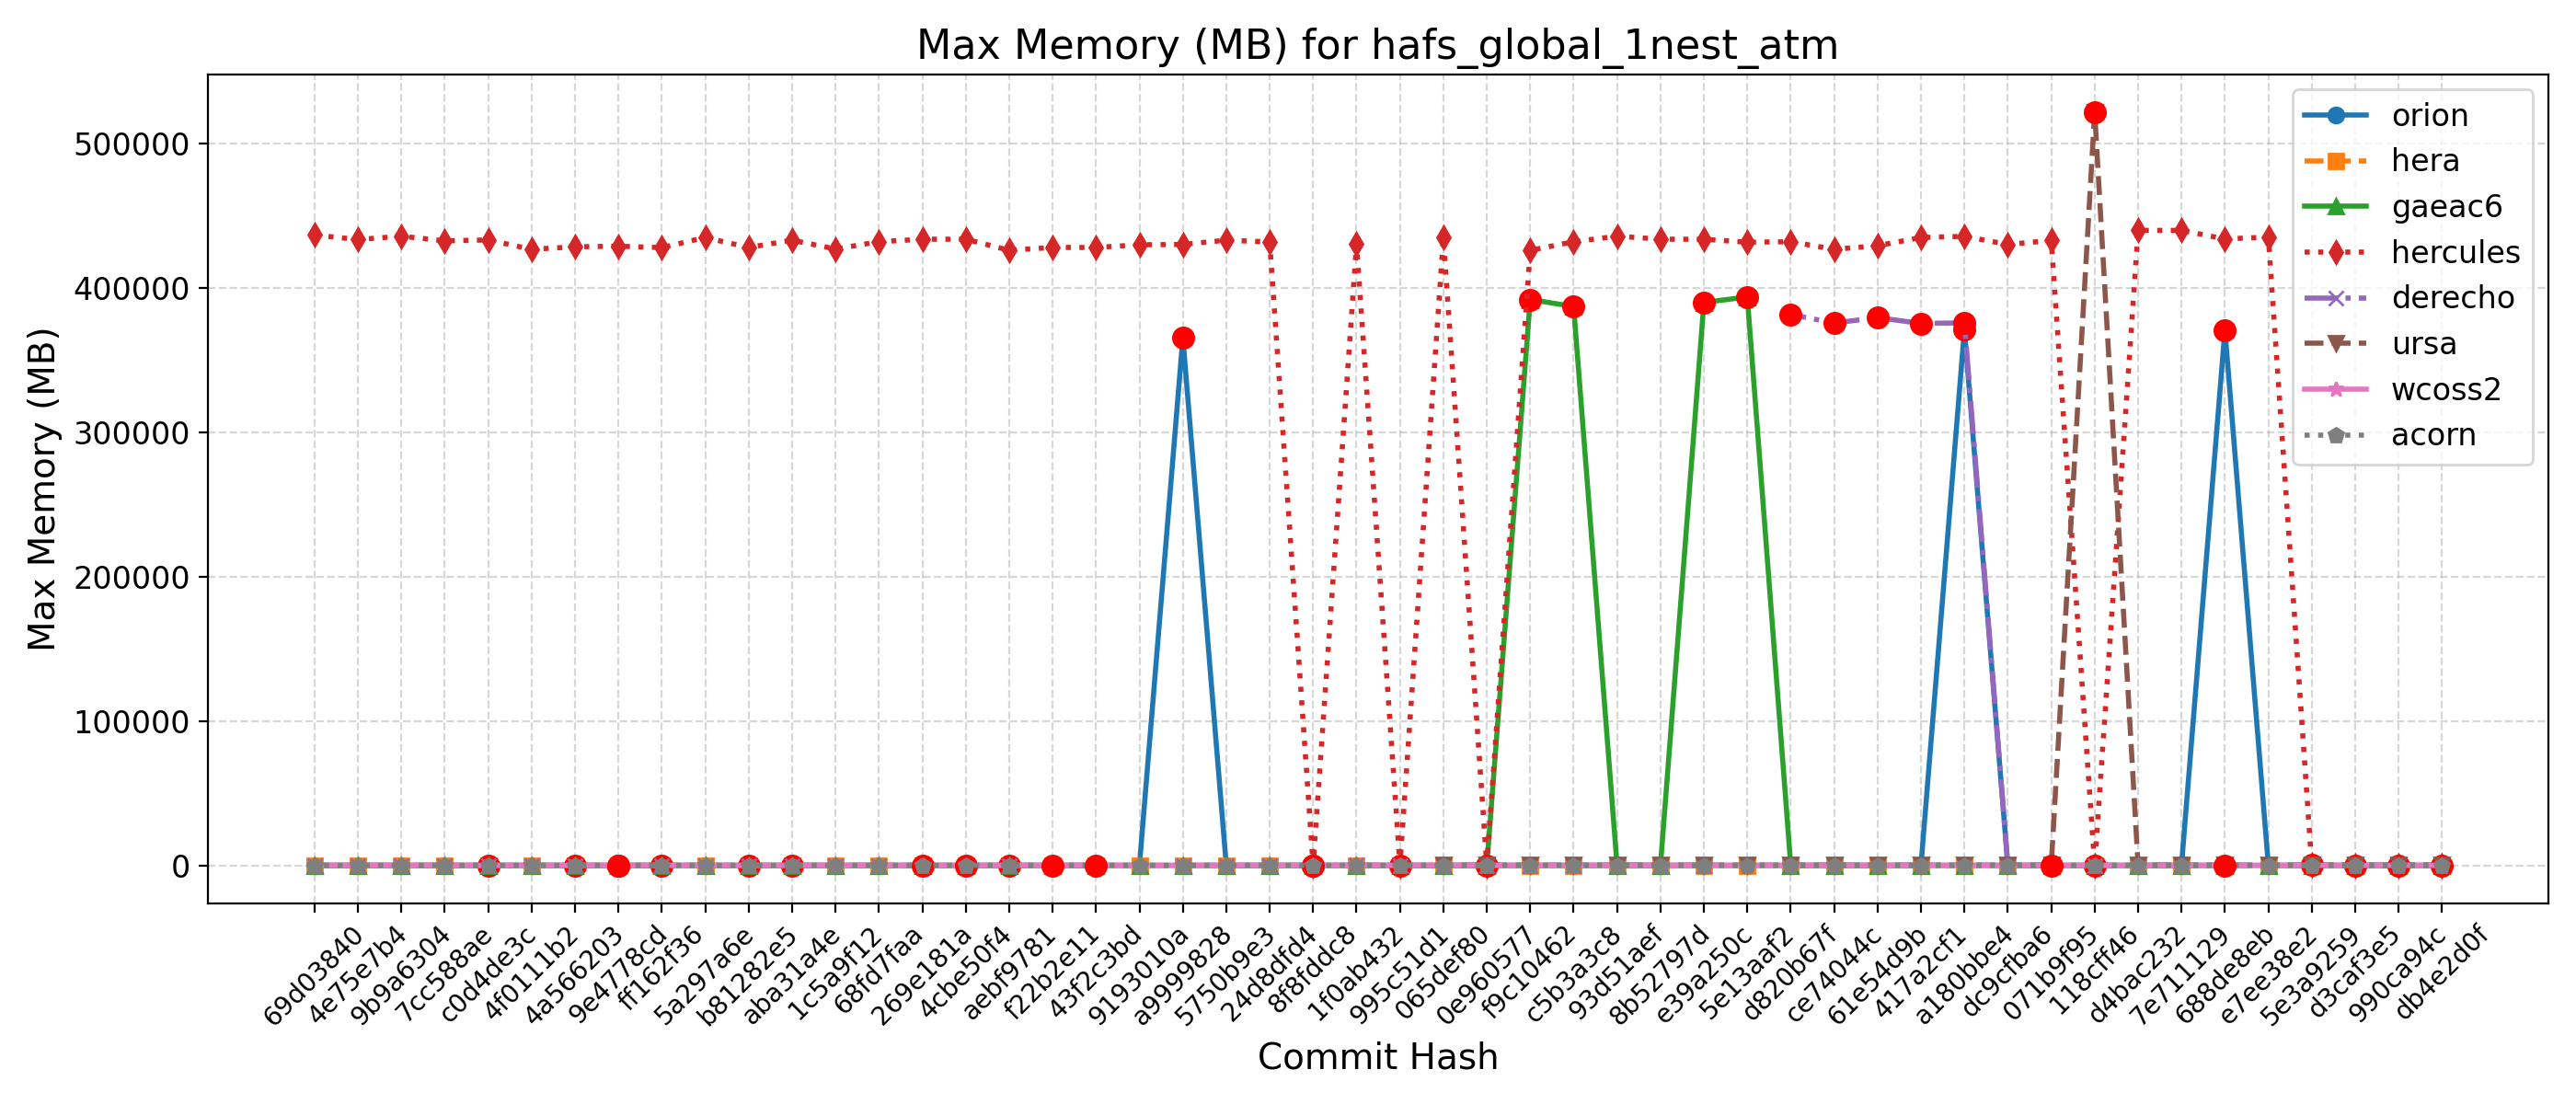 Max Memory (MB) for hafs_global_1nest_atm
Max Memory (MB)
500000
400000
300000
200000
100000
0
orion
hera
gaeac6
hercules
derecho
ursa
wcoss2
acorn
69d03840
4e75e7b4
9b9a6304
7cc588ae
c0d4de3c
4f0111b2
4a566203
9e4778cd
ff162f36
5a297a6e
b81282e5
aba31a4e
1c5a9f12
68fd7faa
269e181a
4cbe50f4
aebf9781
f22b2e11
43f2c3bd
9193010a
a9999828
5750b9e3
24d8dfd4
8f8fddc8
1f0ab432
995c51d1
065def80
0e960577
f9c10462
c5b3a3c8
93d51aef
8b52797d
e39a250c
5e13aaf2
d820b67f
ce74044c
61e54d9b
417a2cf1
a180bbe4
dc9cfba6
071b9f95
118cff46
d4bac232
7e711129
688de8eb
e7ee38e2
5e3a9259
d3caf3e5
990ca94c
db4e2d0f
Commit Hash